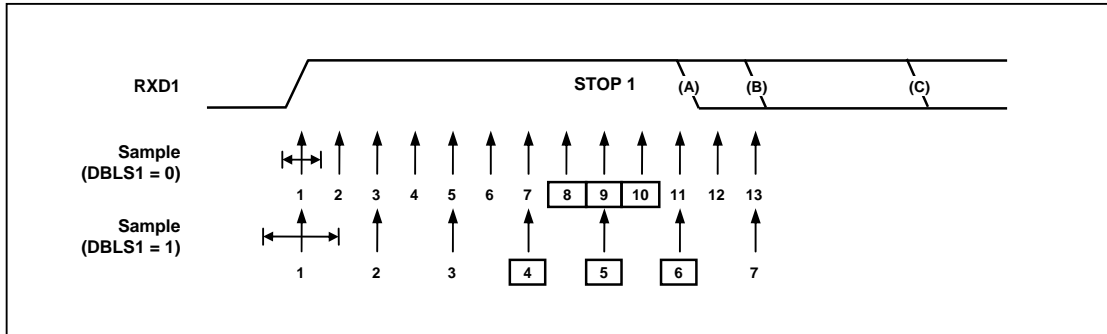 RXD1
STOP 1
(A)
(B)
(C)
Sample
(DBLS1 = 0)
1 2 3 4 5 6 7 8 9 10 11 12 13
Sample
(DBLS1 = 1)
1 2 3 4 5 6 7